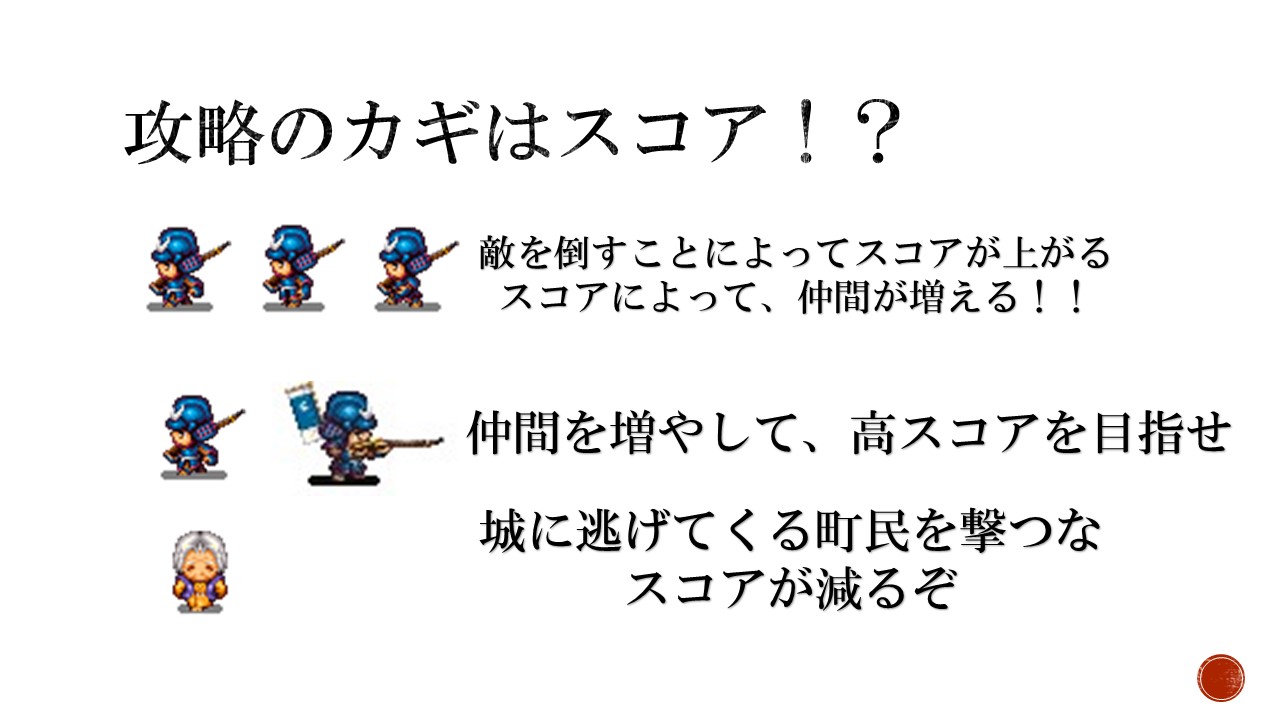 攻略のカギはスコア！？
敵を倒すことによってスコアが上がる
スコアによって、仲間が増える！！
仲間を増やして、高スコアを目指せ
城に逃げてくる町民を撃つな
スコアが減るぞ